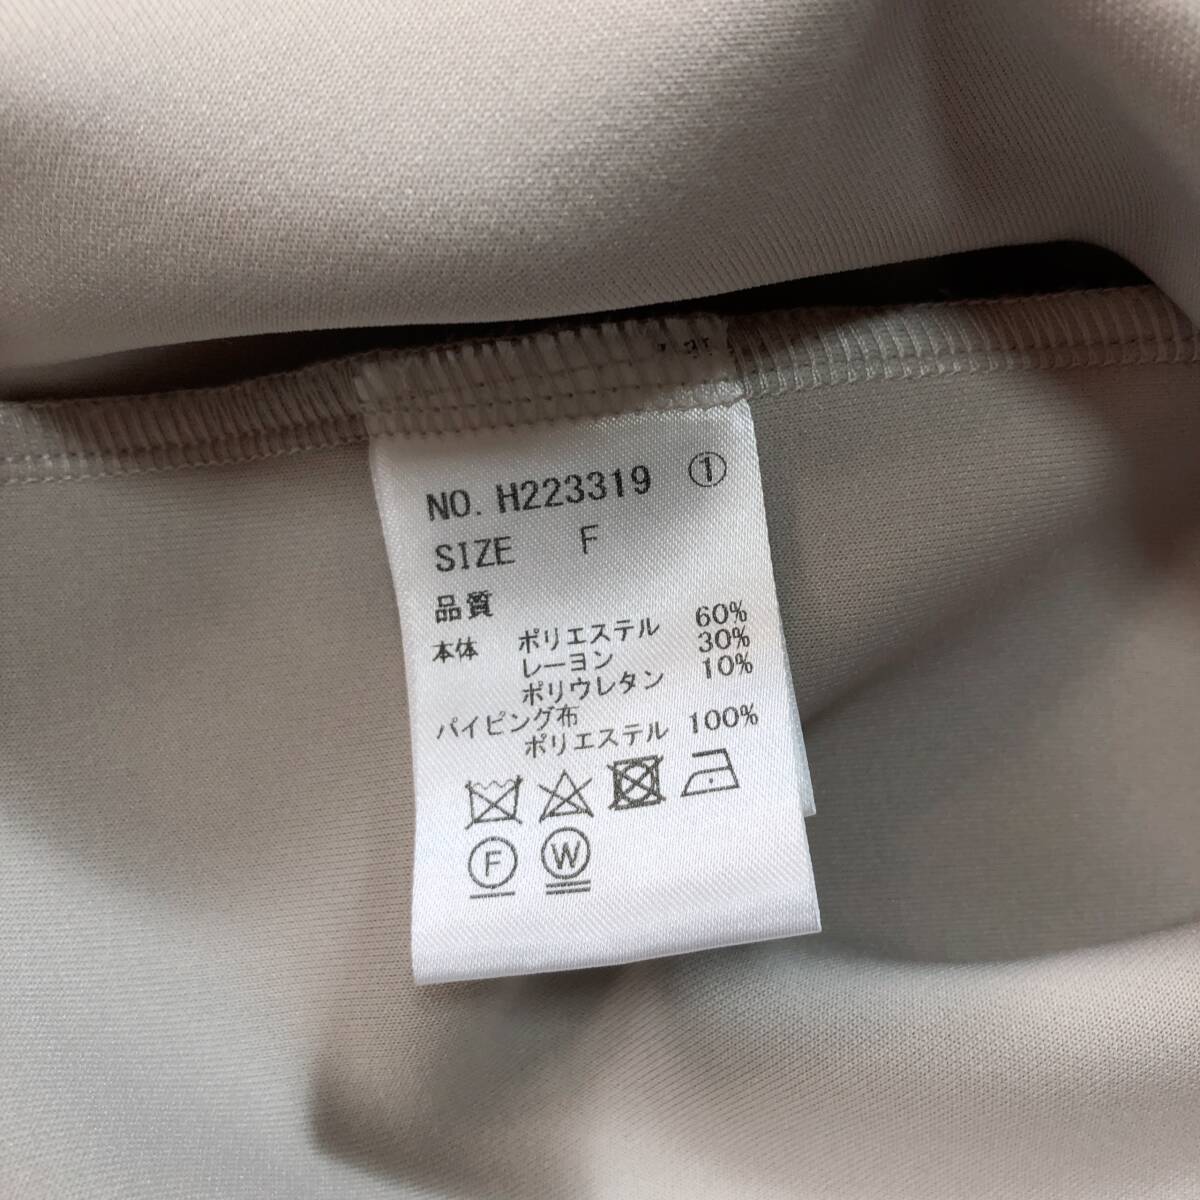 NO. H223319 ①
SIZE F
品質
本体 ポリエステル 60%
レーヨン 30%
ポリウレタン 10%
パイピング布
ポリエステル 100%
F W